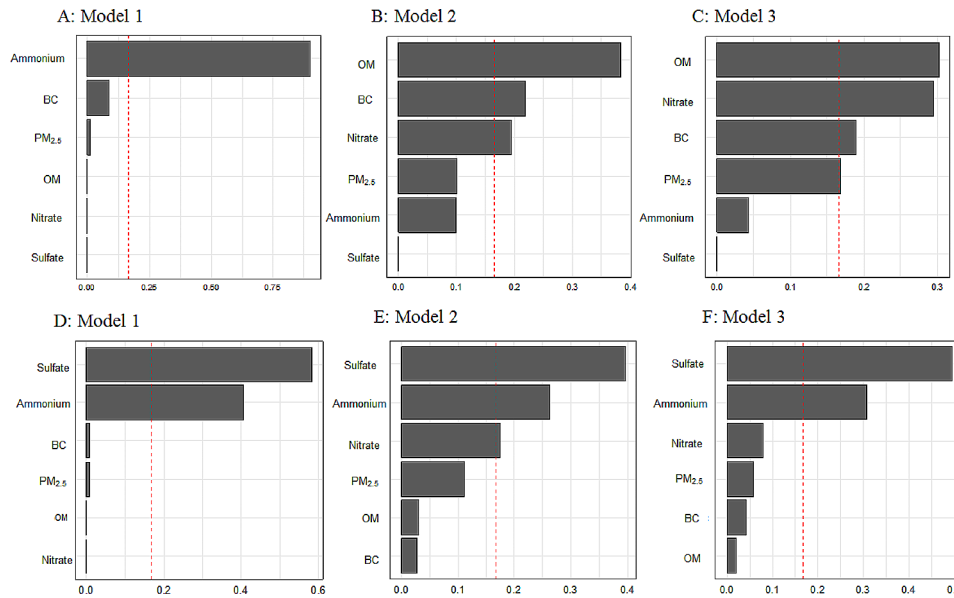 A: Model 1
Ammonium
BC
PM2.5
OM
Nitrate
Sulfate
0.00 0.25 0.50 0.75
B: Model 2
OM
BC
Nitrate
PM2.5
Ammonium
Sulfate
0.0 0.1 0.2 0.3 0.4
C: Model 3
OM
Nitrate
BC
PM2.5
Ammonium
Sulfate
0.0 0.1 0.2 0.3
D: Model 1
Sulfate
Ammonium
BC
PM2.5
OM
Nitrate
0.0 0.2 0.4 0.6
E: Model 2
Sulfate
Ammonium
Nitrate
PM2.5
OM
BC
0.0 0.1 0.2 0.3 0.4
F: Model 3
Sulfate
Ammonium
Nitrate
PM2.5
BC
OM
0.0 0.1 0.2 0.3 0.4